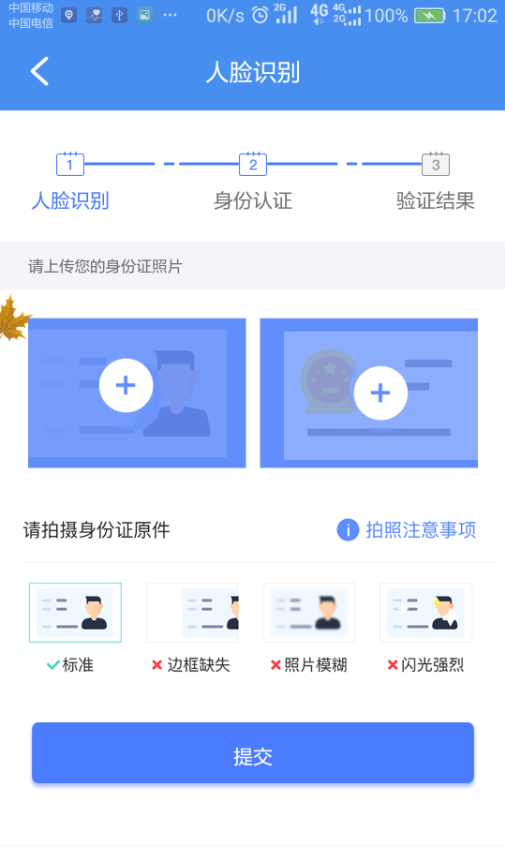 中国移动
中国电信
0K/s 2G 4G 4G 2G 100% 17:02
人脸识别
1 2 3
人脸识别 身份认证 验证结果
请上传您的身份证照片
请拍摄身份证原件 拍照注意事项
标准 边框缺失 照片模糊 闪光强烈
提交